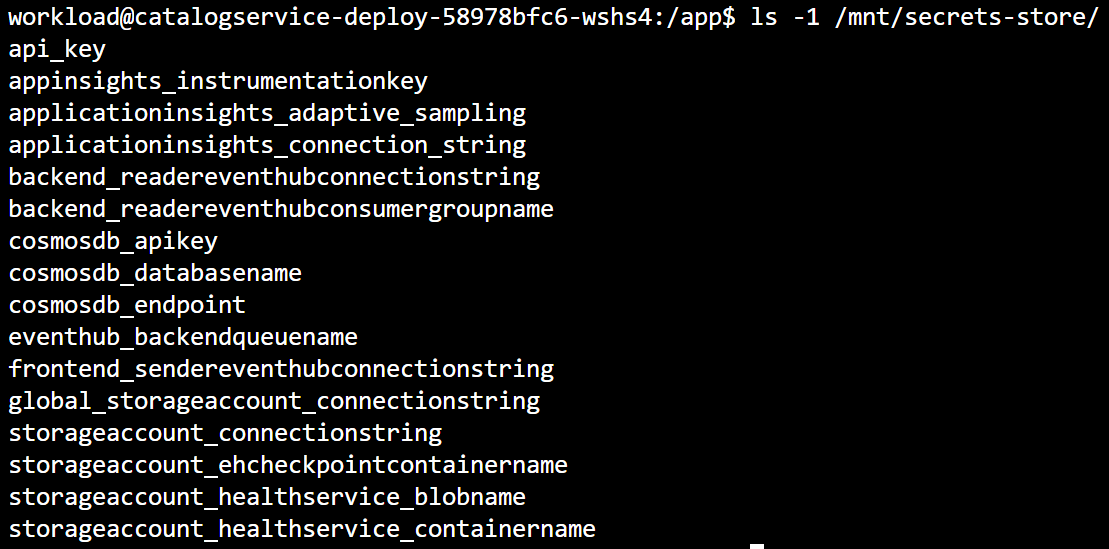 workload@catalogservice-deploy-58978bfc6-wshs4:/app$ ls -1 /mnt/secrets-store/
api_key
appinsights_instrumentationkey
applicationinsights_adaptive_sampling
applicationinsights_connection_string
backend_readereventhubconnectionstring
backend_readereventhubconsumergroupname
cosmosdb_apikey
cosmosdb_databasename
cosmosdb_endpoint
eventhub_backendqueuename
frontend_sendereventhubconnectionstring
global_storageaccount_connectionstring
storageaccount_connectionstring
storageaccount_ehcheckpointcontainername
storageaccount_healthservice_blobname
storageaccount_healthservice_containername